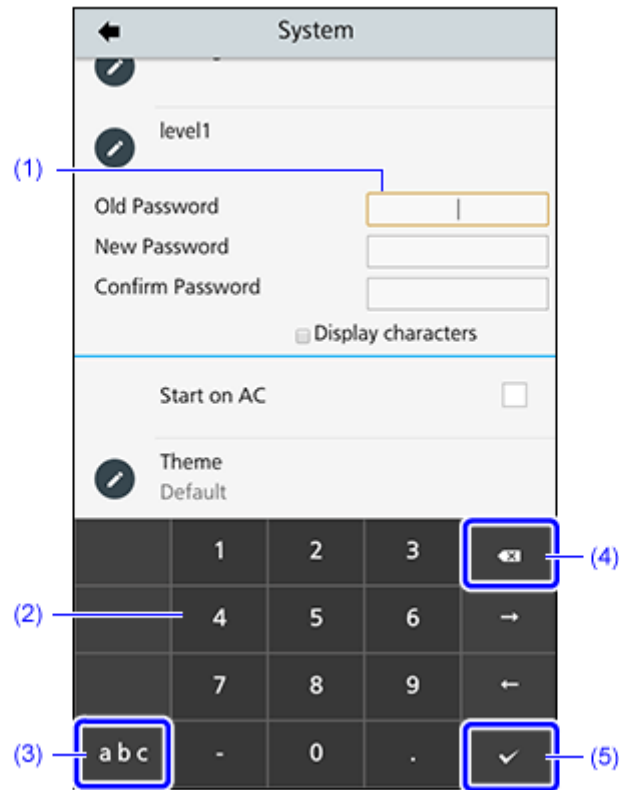 System
level1
(1)
Old Password
New Password
Confirm Password
Display characters
Start on AC
Theme
Default
1 2 3
(4)
(2)
4 5 6 →
7 8 9 ←
(3)
abc - 0 .
(5)